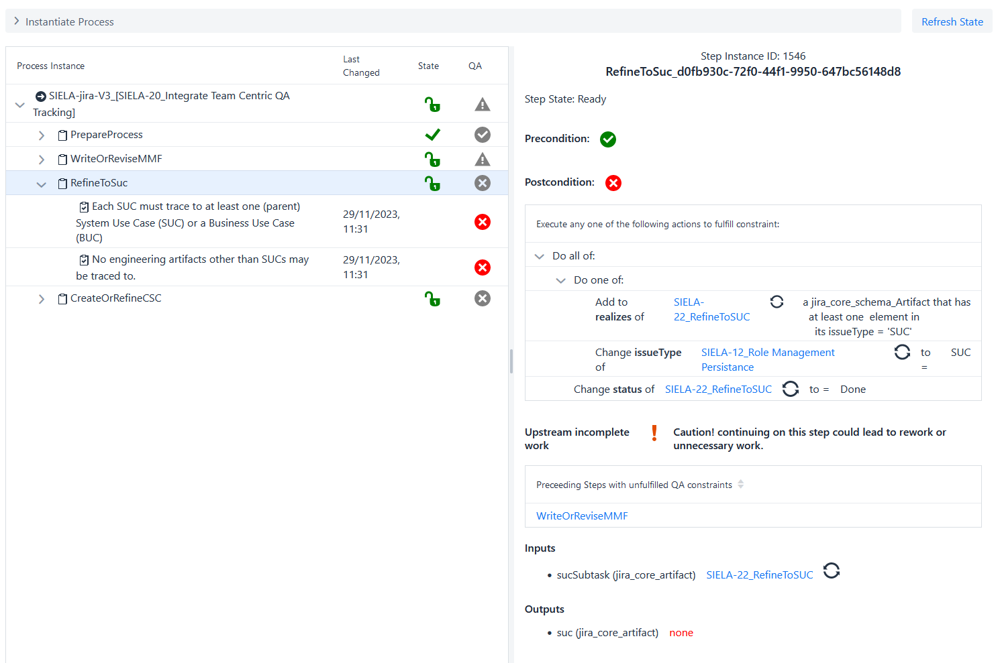 Instantiate Process
Refresh State
Process Instance
Last
Changed
State
QA
SIELA-jira-V3_[SIELA-20_Integrate Team Centric QA
Tracking]
PrepareProcess
WriteOrReviseMMF
RefineToSuc
Each SUC must trace to at least one (parent)
System Use Case (SUC) or a Business Use Case
(BUC)
29/11/2023,
11:31
No engineering artifacts other than SUCs may
be traced to.
29/11/2023,
11:31
CreateOrRefineCSC
Step Instance ID: 1546
RefineToSuc_d0fb930c-72f0-44f1-9950-647bc56148d8
Step State: Ready
Precondition:
Postcondition:
Execute any one of the following actions to fulfill constraint:
Do all of:
Do one of:
Add to
realizes of
SIELA-
22_RefineToSUC
a jira_core_schema_Artifact that has
at least one element in
its issueType = 'SUC'
Change issueType
of
SIELA-12_Role Management
Persistance
to
=
SUC
Change status of SIELA-22_RefineToSUC to = Done
Upstream incomplete
work
Caution! continuing on this step could lead to rework or
unnecessary work.
Preceeding Steps with unfulfilled QA constraints
WriteOrReviseMMF
Inputs
• sucSubtask (jira_core_artifact) SIELA-22_RefineToSUC
Outputs
• suc (jira_core_artifact) none